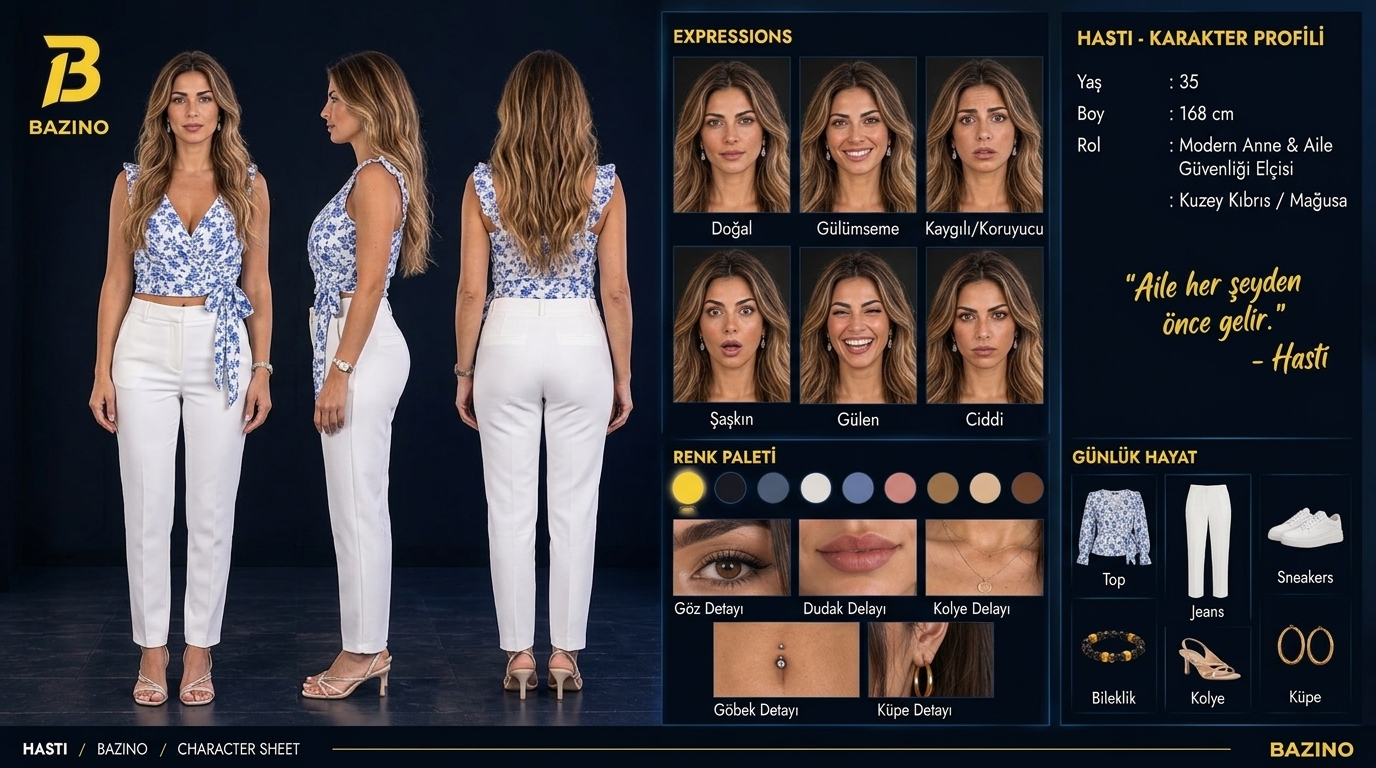 BAZINO
EXPRESSIONS
Doğal
Gülümseme
Kaygılı/Koruyucu
Şaşkın
Gülen
Ciddi
RENK PALETİ
Göz Detayı
Dudak Delayı
Kolye Delayı
Göbek Detayı
Küpe Detayı
HASTI - KARAKTER PROFİLİ
Yaş : 35
Boy : 168 cm
Rol : Modern Anne & Aile
Güvenliği Elçisi
: Kuzey Kıbrıs / Mağusa
“Aile her şeyden
önce gelir.”
- Hasti
GÜNLÜK HAYAT
Top
Jeans
Sneakers
Bileklik
Kolye
Küpe
HASTI / BAZINO / CHARACTER SHEET
BAZINO